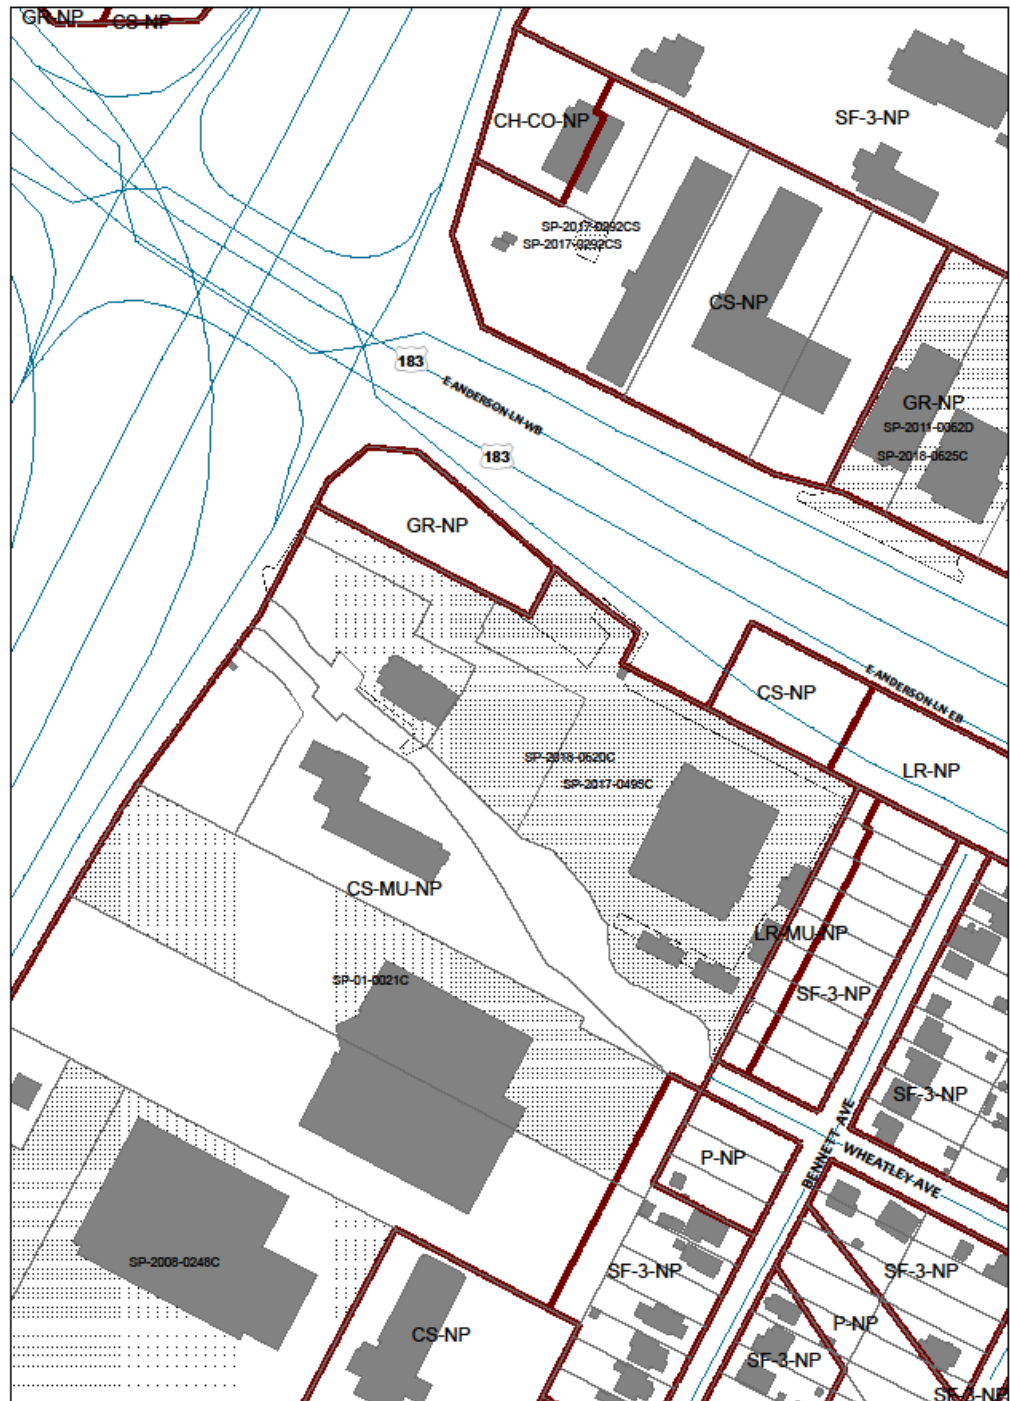 GR-NP
CS-NP
CH-CO-NP
SF-3-NP
SP-2017-0292CS
SP-2017-0292CS
CS-NP
183
E ANDERSON LN WB
GR-NP
SP-2011-0062D
SP-2018-0625C
183
GR-NP
CS-NP
E ANDERSON LN EB
LR-NP
SP-2018-0620C
SP-2017-0495C
CS-MU-NP
LR-MU-NP
SP-01-0021C
SF-3-NP
SF-3-NP
BENNETT AVE
WHEATLEY AVE
P-NP
SP-2008-0248C
SF-3-NP
SF-3-NP
CS-NP
P-NP
SF-3-NP
SF-3-NP